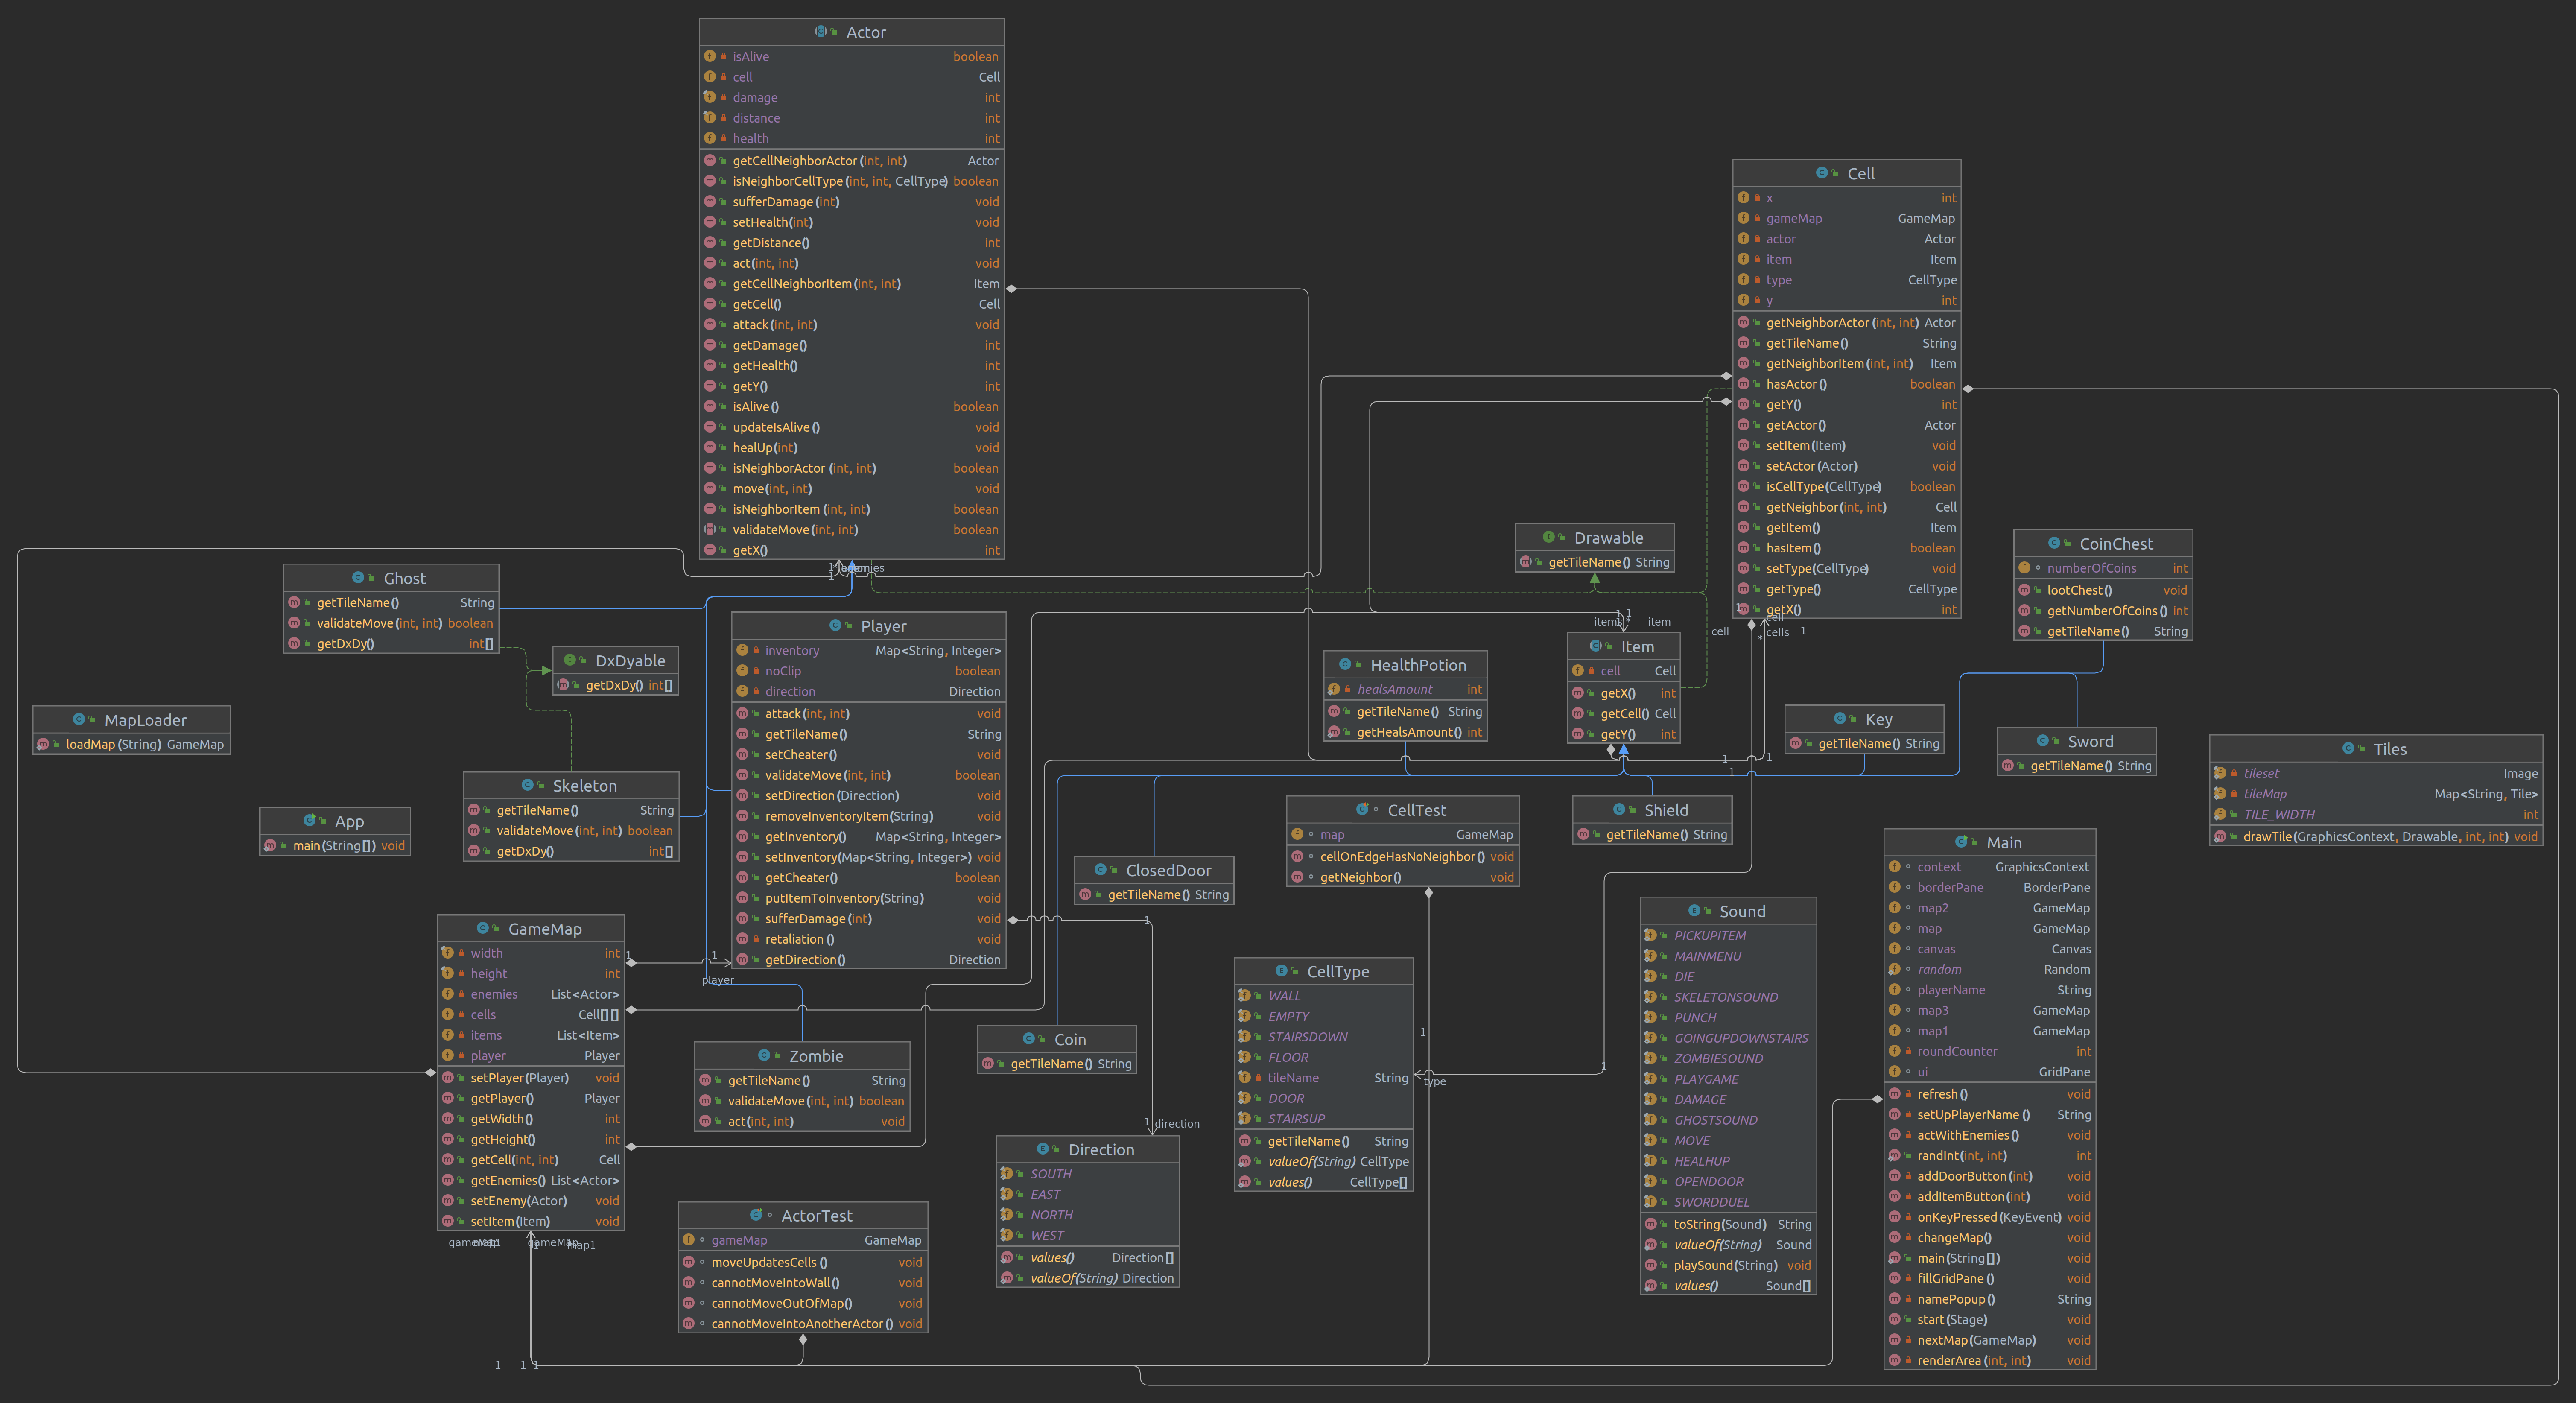 Actor
isAlive boolean
cell Cell
damage int
distance int
health int
getCellNeighborActor(int, int) Actor
isNeighborCellType(int, int, CellType) boolean
sufferDamage(int) void
setHealth(int) void
getDistance() int
act(int, int) void
getCellNeighborItem(int, int) Item
getCell() Cell
attack(int, int) void
getDamage() int
getHealth() int
getY() int
isAlive() boolean
updateIsAlive() void
healUp(int) void
isNeighborActor(int, int) boolean
move(int, int) void
isNeighborItem(int, int) boolean
validateMove(int, int) boolean
getX() int
Cell
x int
gameMap GameMap
actor Actor
item Item
type CellType
y int
getNeighborActor(int, int) Actor
getTileName() String
getNeighborItem(int, int) Item
hasActor() boolean
getY() int
getActor() Actor
setItem(Item) void
setActor(Actor) void
isCellType(CellType) boolean
getNeighbor(int, int) Cell
getItem() Item
hasItem() boolean
setType(CellType) void
getType() CellType
getX() int
Drawable
getTileName() String
CoinChest
numberOfCoins int
lootChest() void
getNumberOfCoins() int
getTileName() String
Ghost
getTileName() String
validateMove(int, int) boolean
getDxDy() int[]
DxDyable
getDxDy() int[]
Player
inventory Map<String, Integer>
noClip boolean
direction Direction
attack(int, int) void
getTileName() String
setCheater() void
validateMove(int, int) boolean
setDirection(Direction) void
removeInventoryItem(String) void
getInventory() Map<String, Integer>
setInventory(Map<String, Integer>) void
getCheater() boolean
putItemToInventory(String) void
sufferDamage(int) void
retaliation() void
getDirection() Direction
items
item
cell
cell
cells
1
Item
cell Cell
getX() int
getCell() Cell
getY() int
HealthPotion
healsAmount int
getTileName() String
getHealsAmount() int
Key
getTileName() String
Sword
getTileName() String
Tiles
tileset Image
tileMap Map<String, Tile>
TILE_WIDTH int
drawTile(GraphicsContext, Drawable, int, int) void
MapLoader
loadMap(String) GameMap
Skeleton
getTileName() String
validateMove(int, int) boolean
getDxDy() int[]
App
main(String[]) void
CellTest
map GameMap
cellOnEdgeHasNoNeighbor() void
getNeighbor() void
Shield
getTileName() String
ClosedDoor
getTileName() String
Main
context GraphicsContext
borderPane BorderPane
map2 GameMap
map GameMap
canvas Canvas
random Random
playerName String
map3 GameMap
map1 GameMap
roundCounter int
ui GridPane
refresh() void
setUpPlayerName() String
actWithEnemies() void
randInt(int, int) int
addDoorButton(int) void
addItemButton(int) void
onKeyPressed(KeyEvent) void
changeMap() void
main(String[]) void
fillGridPane() void
namePopup() String
start(Stage) void
nextMap(GameMap) void
renderArea(int, int) void
Sound
PICKUPITEM
MAINMENU
DIE
SKELETONSOUND
PUNCH
GOINGUPDOWNSTAIRS
ZOMBIESOUND
PLAYGAME
DAMAGE
GHOSTSOUND
MOVE
HEALHUP
OPENDOOR
SWORDDUEL
toString(Sound) String
valueOf(String) Sound
playSound(String) void
values() Sound[]
GameMap
width int
height int
enemies List<Actor>
cells Cell[][]
items List<Item>
player Player
setPlayer(Player) void
getPlayer() Player
getWidth() int
getHeight() int
getCell(int, int) Cell
getEnemies() List<Actor>
setEnemy(Actor) void
setItem(Item) void
1
1
player
CellType
WALL
EMPTY
STAIRSDOWN
FLOOR
tileName String
DOOR
STAIRSUP
getTileName() String
valueOf(String) CellType
values() CellType[]
1
1
type
Coin
getTileName() String
Zombie
getTileName() String
validateMove(int, int) boolean
act(int, int) void
1
1 direction
Direction
SOUTH
EAST
NORTH
WEST
values() Direction[]
valueOf(String) Direction
ActorTest
gameMap GameMap
moveUpdatesCells() void
cannotMoveIntoWall() void
cannotMoveOutOfMap() void
cannotMoveIntoAnotherActor() void
map1
1 1 1